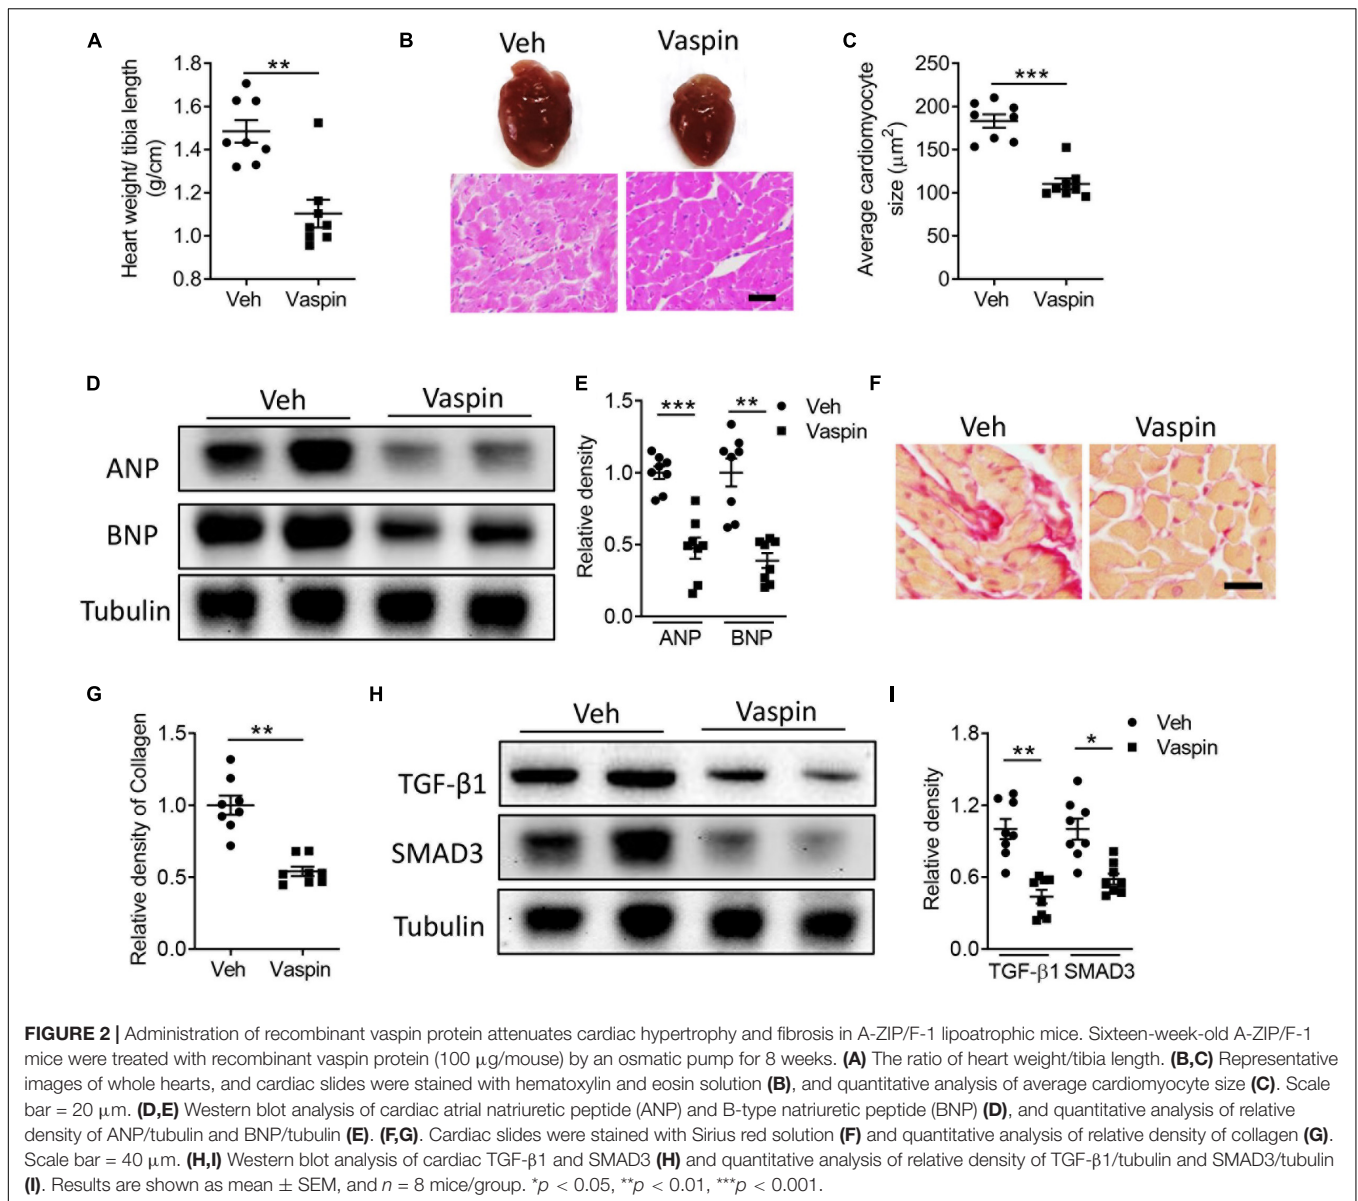 A
B
C
Veh
Vaspin
**
***
Heart weight/ tibia length
(g/cm)
1.8
1.6
1.4
1.2
1.0
0.8
Veh
Vaspin
Average cardiomyocyte
size (μm²)
250
200
150
100
50
0
Veh
Vaspin
D
E
F
Veh
Vaspin
ANP
BNP
Tubulin
Relative density
1.5
1.0
0.5
0.0
***
**
Veh
Vaspin
ANP
BNP
Veh
Vaspin
G
H
I
Relative density of Collagen
1.5
1.0
0.5
0.0
**
Veh
Vaspin
Veh
Vaspin
TGF-β1
SMAD3
Tubulin
Relative density
1.8
1.2
0.6
0.0
**
*
Veh
Vaspin
TGF-β1 SMAD3
FIGURE 2 | Administration of recombinant vaspin protein attenuates cardiac hypertrophy and fibrosis in A-ZIP/F-1 lipoatrophic mice. Sixteen-week-old A-ZIP/F-1
mice were treated with recombinant vaspin protein (100 μg/mouse) by an osmatic pump for 8 weeks. (A) The ratio of heart weight/tibia length. (B,C) Representative
images of whole hearts, and cardiac slides were stained with hematoxylin and eosin solution (B), and quantitative analysis of average cardiomyocyte size (C). Scale
bar = 20 μm. (D,E) Western blot analysis of cardiac atrial natriuretic peptide (ANP) and B-type natriuretic peptide (BNP) (D), and quantitative analysis of relative
density of ANP/tubulin and BNP/tubulin (E). (F,G). Cardiac slides were stained with Sirius red solution (F) and quantitative analysis of relative density of collagen (G).
Scale bar = 40 μm. (H,I) Western blot analysis of cardiac TGF-β1 and SMAD3 (H) and quantitative analysis of relative density of TGF-β1/tubulin and SMAD3/tubulin
(I). Results are shown as mean ± SEM, and n = 8 mice/group. *p < 0.05, **p < 0.01, ***p < 0.001.